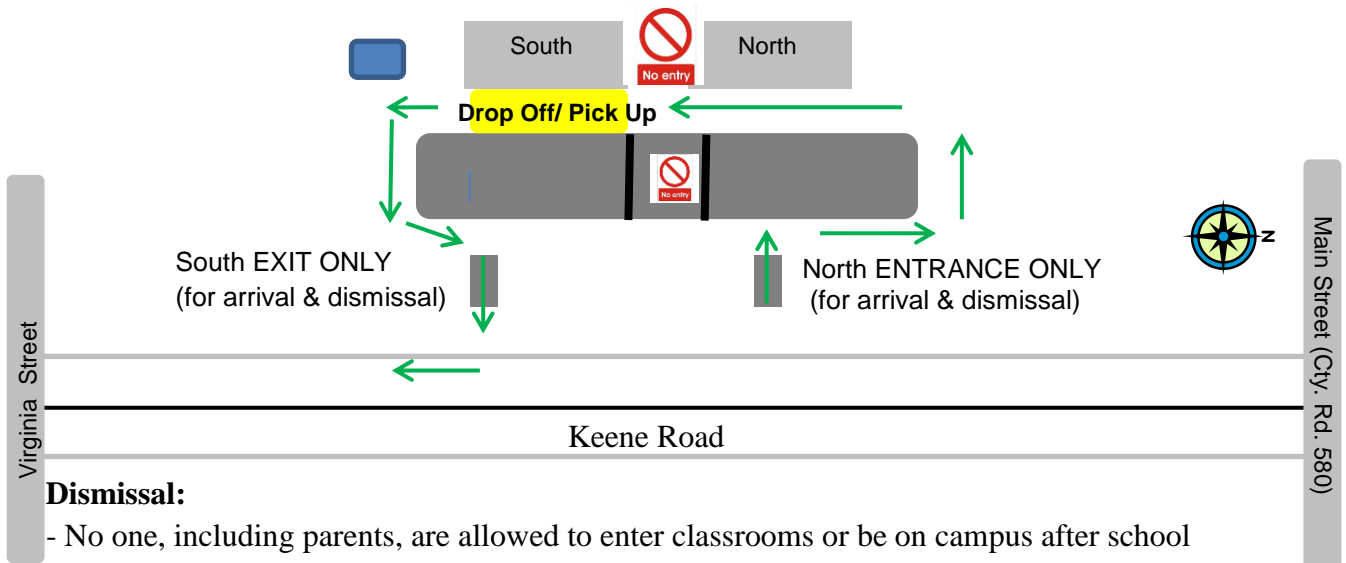 South
No entry
North
Drop Off/ Pick Up
No entry
N
South EXIT ONLY
(for arrival & dismissal)
North ENTRANCE ONLY
(for arrival & dismissal)
Virginia Street
Main Street (Cty. Rd. 580)
Keene Road
Dismissal:
- No one, including parents, are allowed to enter classrooms or be on campus after school